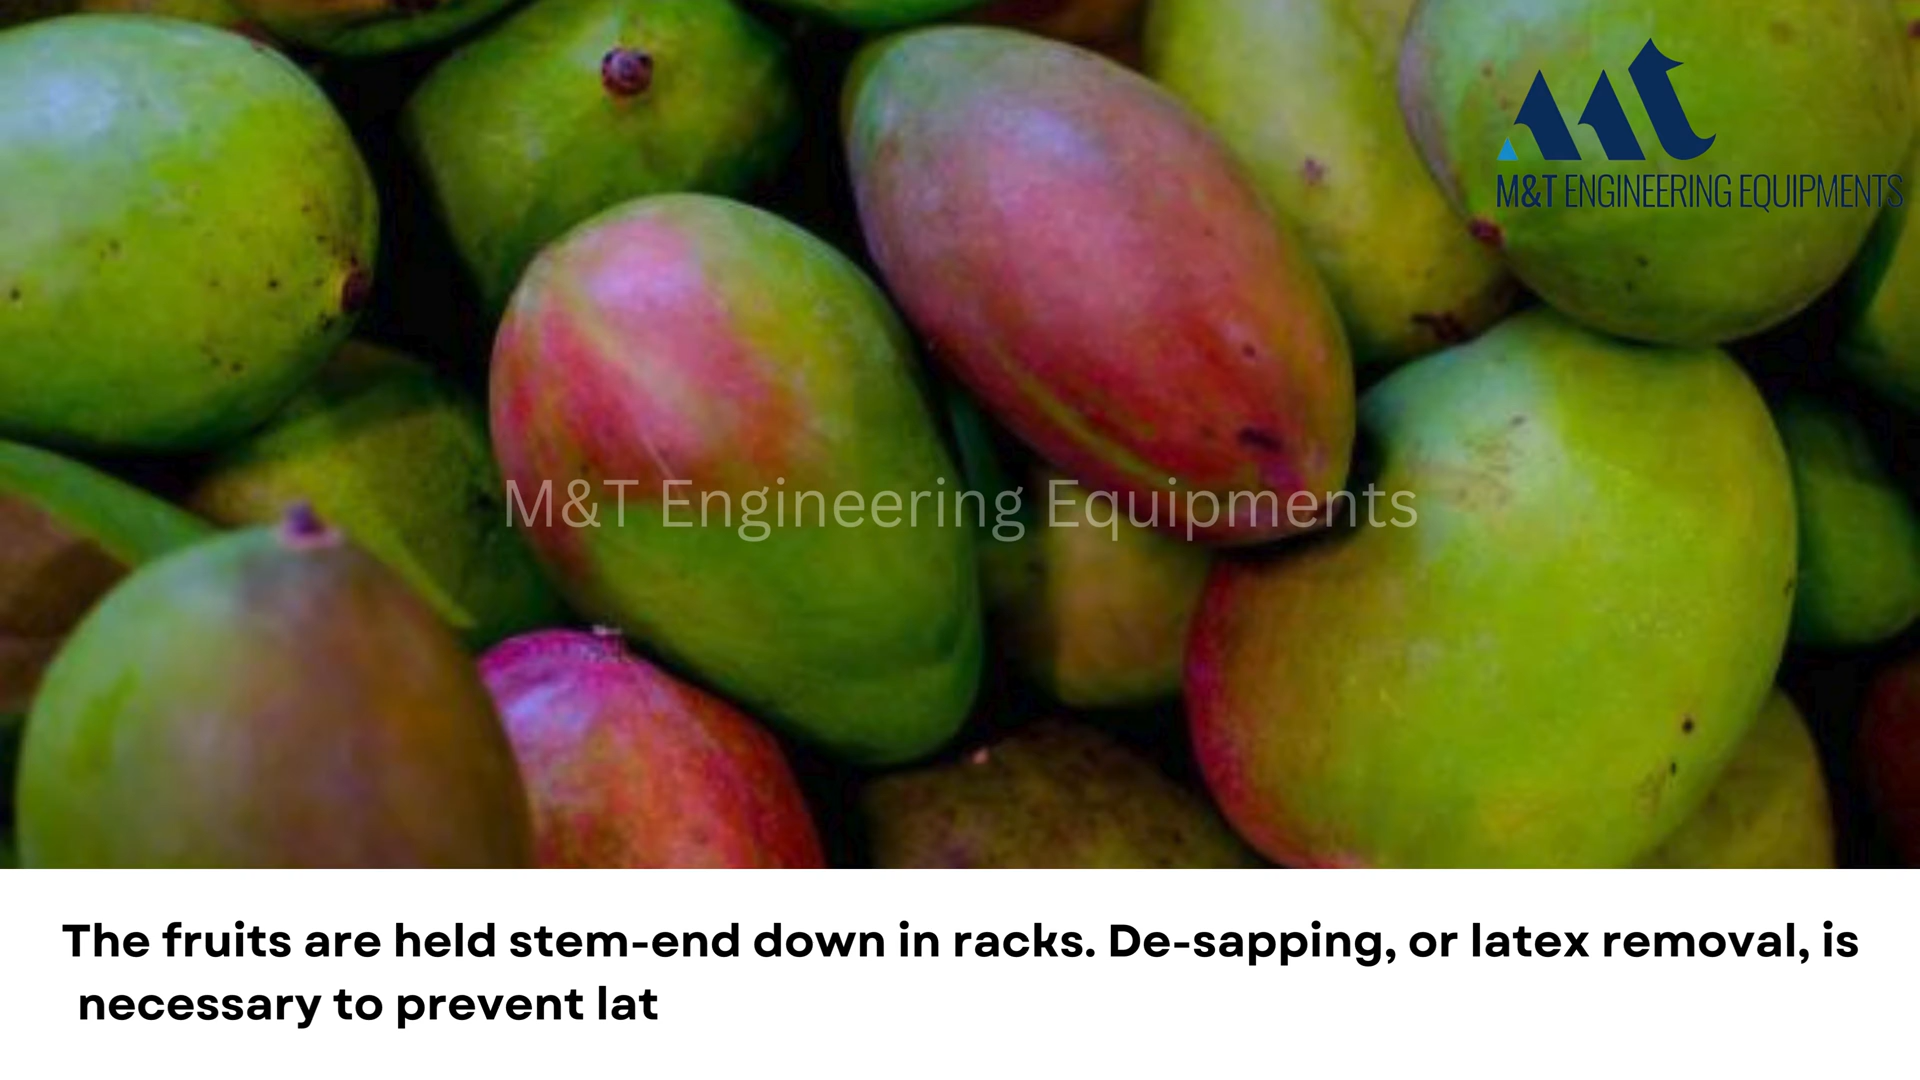 M&T ENGINEERING EQUIPMENTS
M&T Engineering Equipments
The fruits are held stem-end down in racks. De-sapping, or latex removal, is
necessary to prevent lat